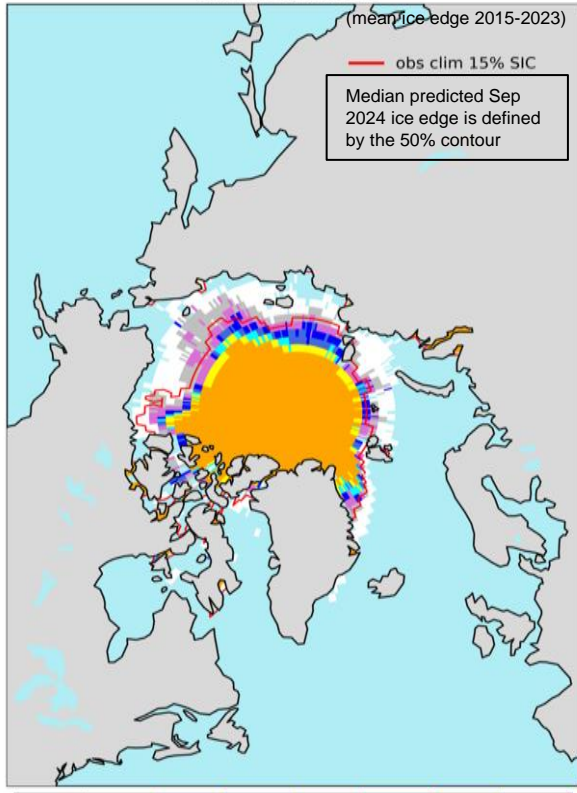 (mean ice edge 2015-2023)
obs clim 15% SIC
Median predicted Sep
2024 ice edge is defined
by the 50% contour